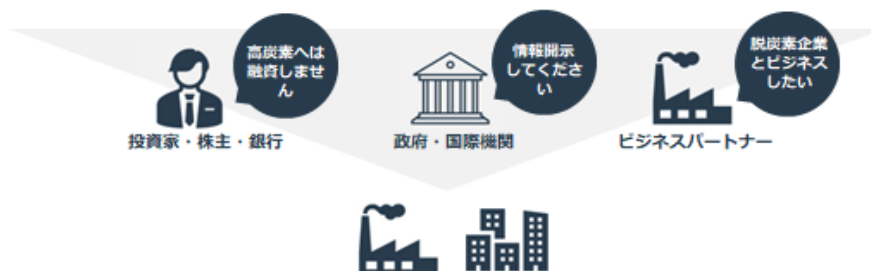 高炭素へは
融資しませ
ん
情報開示
してくださ
い
脱炭素企業
とビジネス
したい
投資家・株主・銀行
政府・国際機関
ビジネスパートナー